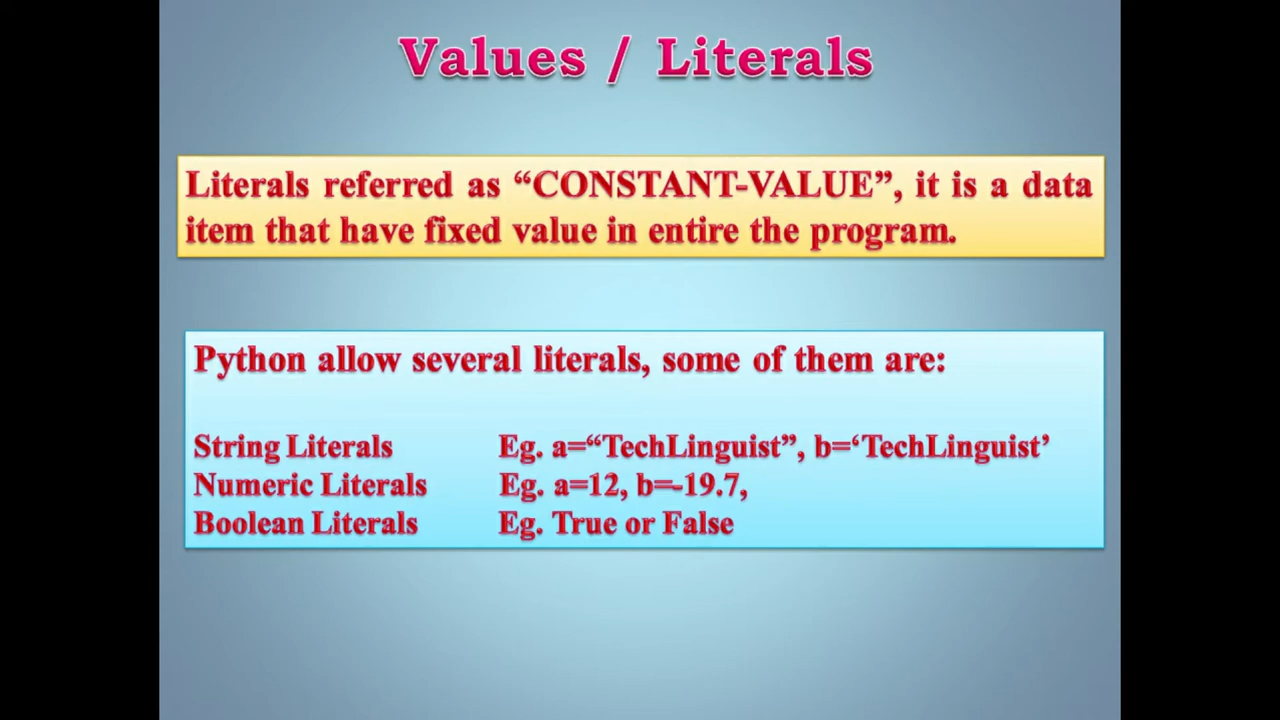 Values / Literals
Literals referred as “CONSTANT-VALUE”, it is a data
item that have fixed value in entire the program.
Python allow several literals, some of them are:
String Literals Eg. a=“TechLinguist”, b=‘TechLinguist’
Numeric Literals Eg. a=12, b=-19.7,
Boolean Literals Eg. True or False